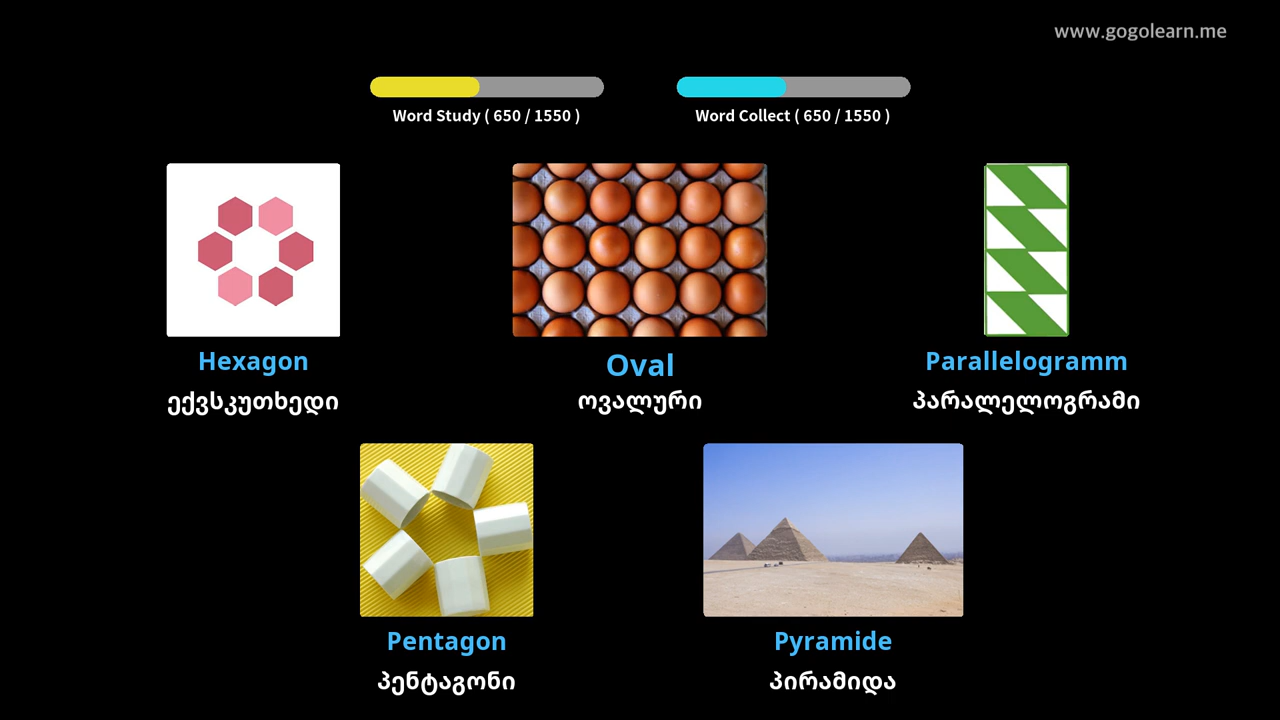 www.gogolearn.me
Word Study ( 650 / 1550 )
Word Collect ( 650 / 1550 )
Hexagon
ექვსკუთხედი
Oval
ოვალური
Parallelogramm
პარალელოგრამი
Pentagon
პენტაგონი
Pyramide
პირამიდა